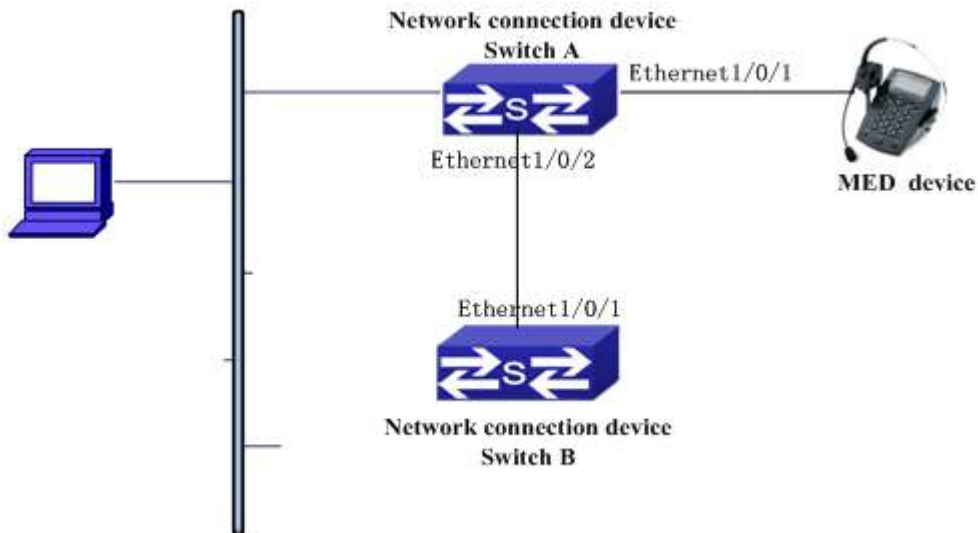 Network connection device
Switch A
Ethernet1/0/1
S
Ethernet1/0/2
MED device
Ethernet1/0/1
S
Network connection device
Switch B